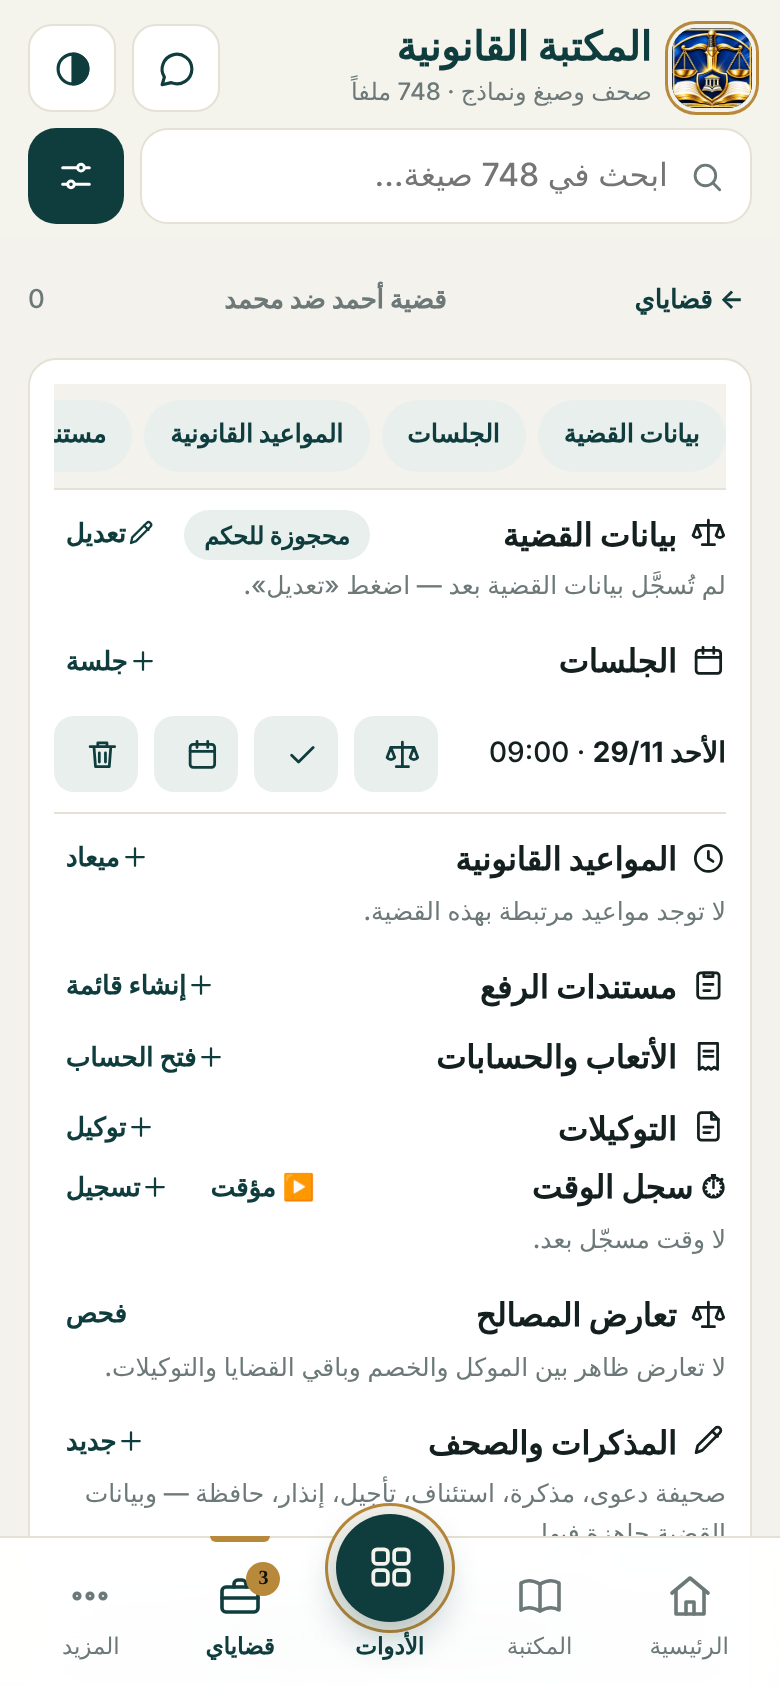 المكتبة القانونية
صحف وصيغ ونماذج · 748 ملفاً
ابحث في 748 صيغة...
← قضاياي
قضية أحمد ضد محمد
0
بيانات القضية
الجلسات
المواعيد القانونية
بيانات القضية
محجوزة للحكم
تعديل
لم تُسجَّل بيانات القضية بعد — اضغط «تعديل».
الجلسات
+ جلسة
الأحد 29/11 · 09:00
المواعيد القانونية
+ ميعاد
لا توجد مواعيد مرتبطة بهذه القضية.
مستندات الرفع
+ إنشاء قائمة
الأتعاب والحسابات
+ فتح الحساب
التوكيلات
+ توكيل
⏱ سجل الوقت
▶️ مؤقت
+ تسجيل
لا وقت مسجّل بعد.
تعارض المصالح
فحص
لا تعارض ظاهر بين الموكل والخصم وباقي القضايا والتوكيلات.
المذكرات والصحف
+ جديد
صحيفة دعوى، مذكرة، استئناف، تأجيل، إنذار، حافظة — وبيانات
القضية جاهزة فيها
الرئيسية
المكتبة
الأدوات
قضاياي
3
المزيد